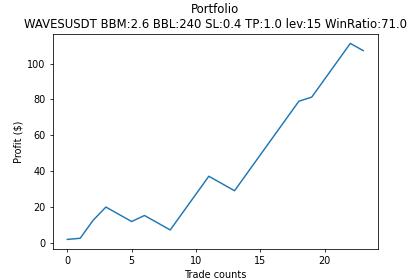 Portfolio
WAVESUSDT BBM:2.6 BBL:240 SL:0.4 TP:1.0 lev:15 WinRatio:71.0
100
80
60
40
20
0
Profit ($)
0 5 10 15 20
Trade counts